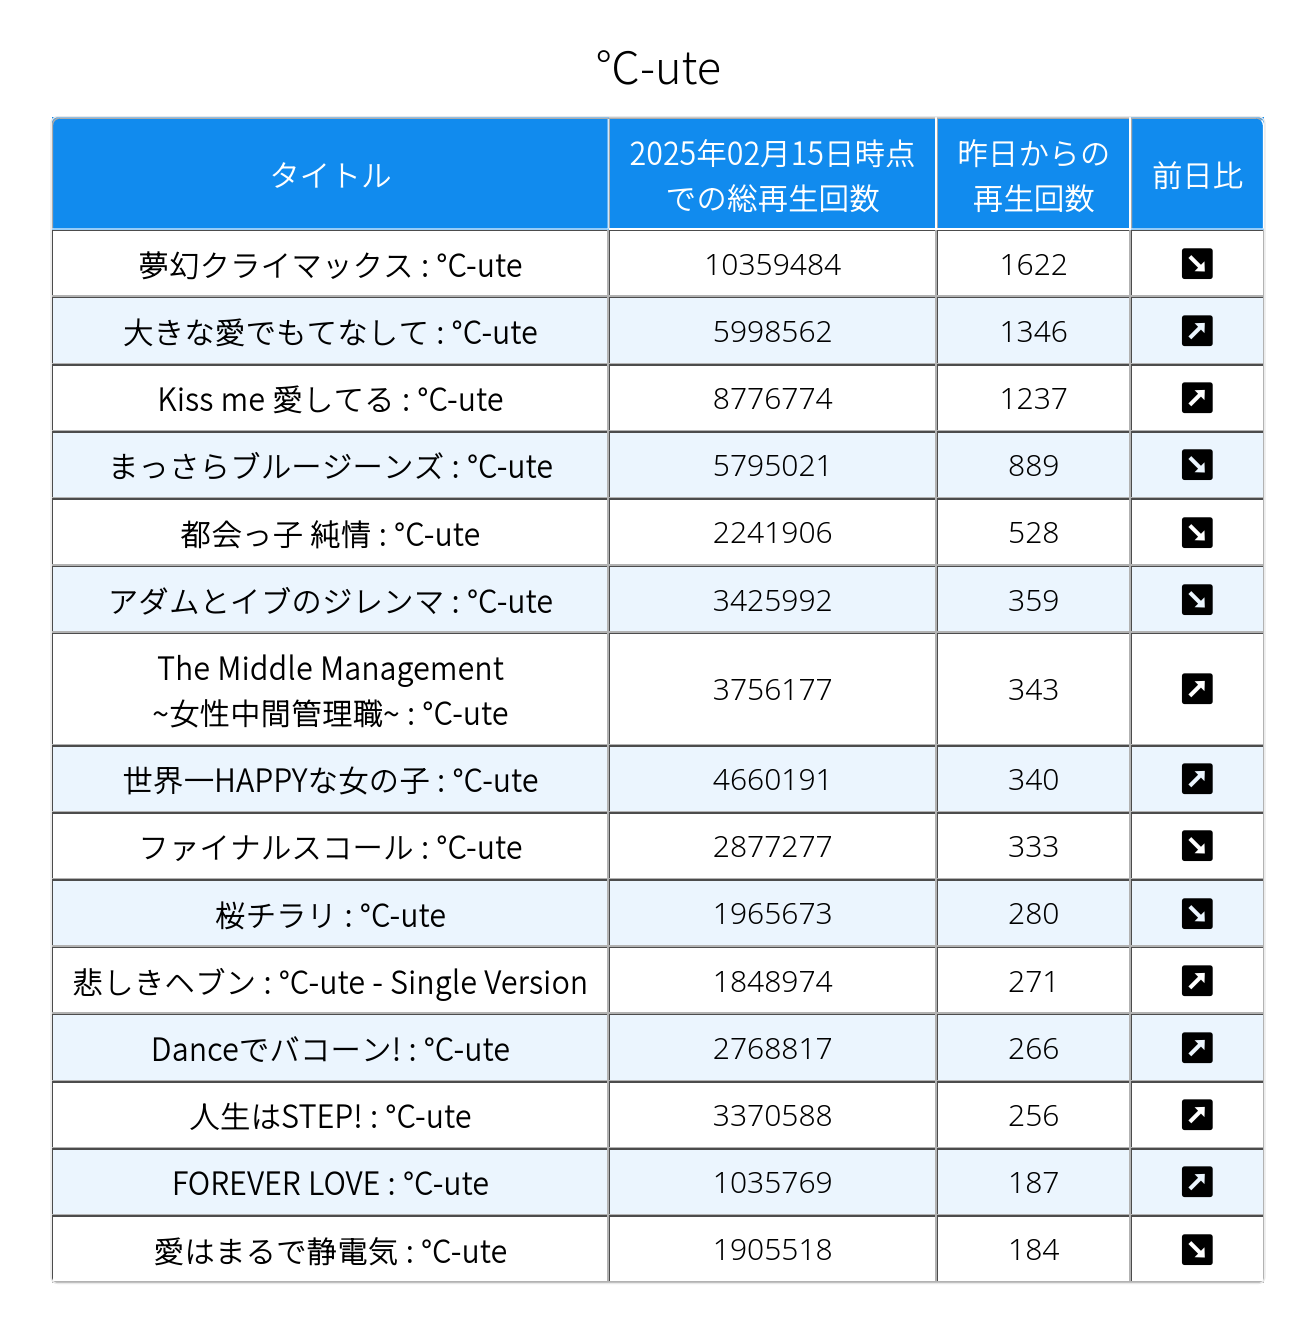 °C-ute
タイトル
2025年02月15日時点
での総再生回数
昨日からの
再生回数
前日比
夢幻クライマックス : °C-ute 10359484 1622 ↘
大きな愛でもてなして : °C-ute 5998562 1346 ↗
Kiss me 愛してる : °C-ute 8776774 1237 ↗
まっさらブルージーンズ : °C-ute 5795021 889 ↘
都会っ子 純情 : °C-ute 2241906 528 ↘
アダムとイブのジレンマ : °C-ute 3425992 359 ↘
The Middle Management
~女性中間管理職~ : °C-ute 3756177 343 ↗
世界一HAPPYな女の子 : °C-ute 4660191 340 ↗
ファイナルスコール : °C-ute 2877277 333 ↘
桜チラリ : °C-ute 1965673 280 ↘
悲しきヘブン : °C-ute - Single Version 1848974 271 ↗
Danceでバコーン! : °C-ute 2768817 266 ↗
人生はSTEP! : °C-ute 3370588 256 ↗
FOREVER LOVE : °C-ute 1035769 187 ↗
愛はまるで静電気 : °C-ute 1905518 184 ↘